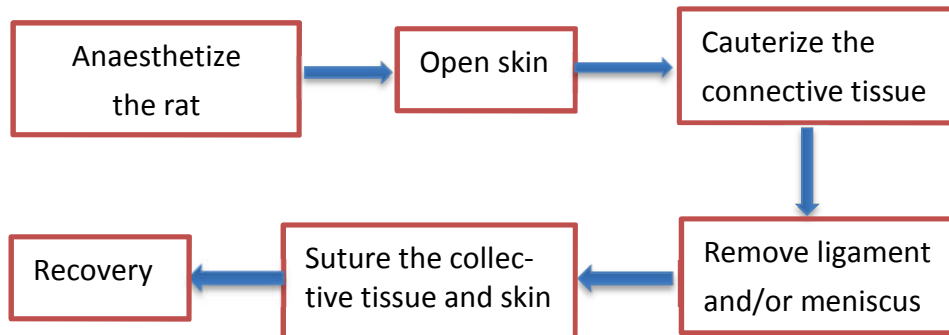 Anaesthetize
the rat
Open skin
Cauterize the
connective tissue
Remove ligament
and/or meniscus
Suture the collec-
tive tissue and skin
Recovery